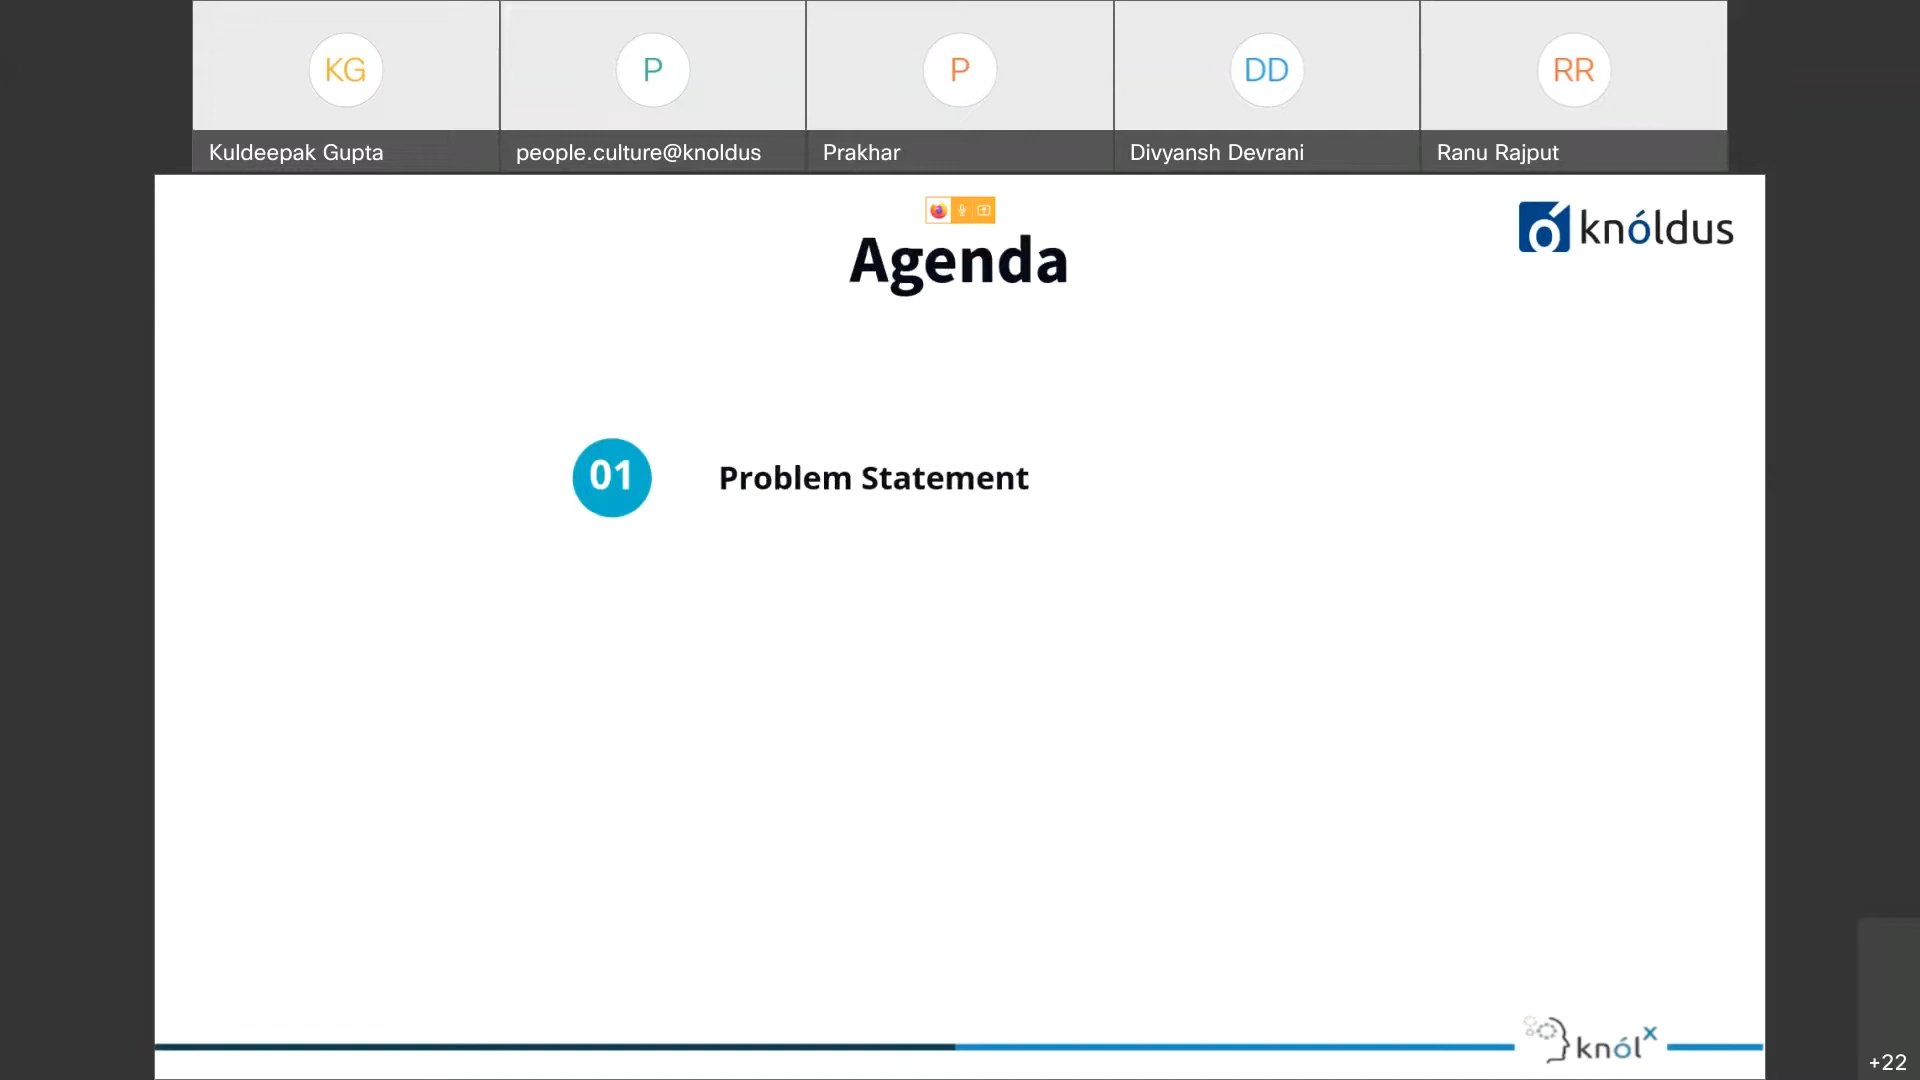 KG
P
P
DD
RR
Kuldeepak Gupta
people.culture@knoldus
Prakhar
Divyansh Devrani
Ranu Rajput
knóldus
Agenda
01
Problem Statement
knólx
+22